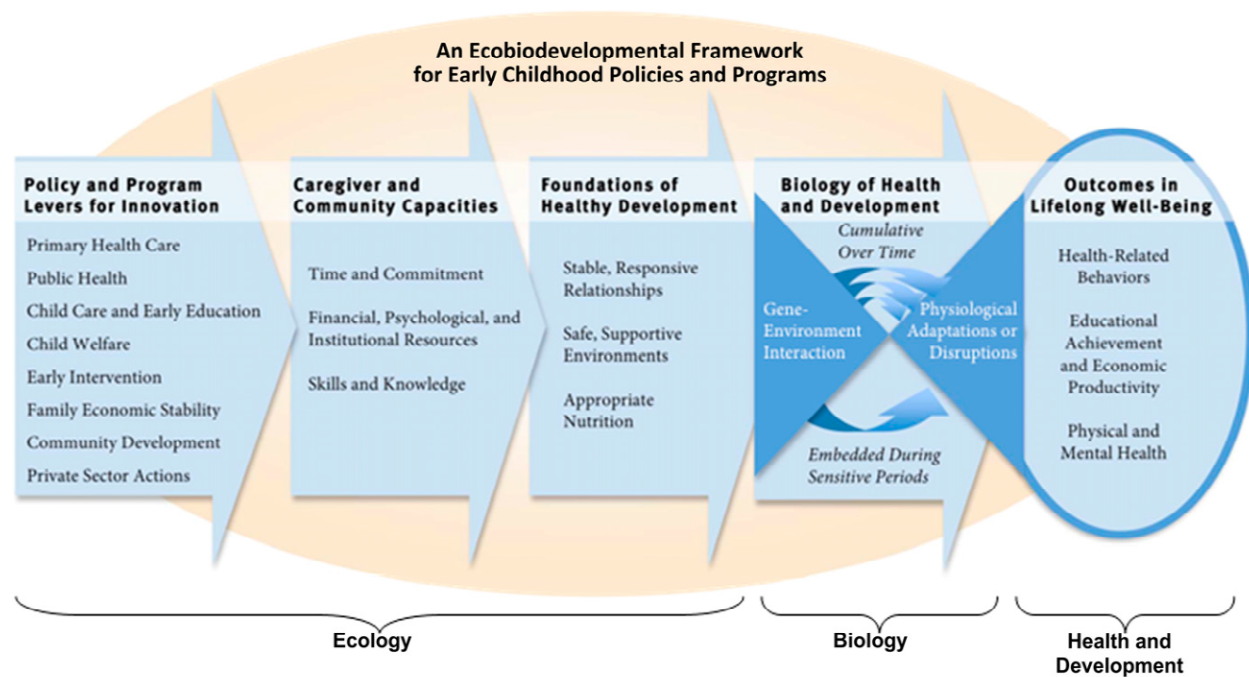 An Ecobiodevelopmental Framework
for Early Childhood Policies and Programs
Policy and Program
Levers for Innovation
Primary Health Care
Public Health
Child Care and Early Education
Child Welfare
Early Intervention
Family Economic Stability
Community Development
Private Sector Actions
Caregiver and
Community Capacities
Time and Commitment
Financial, Psychological, and
Institutional Resources
Skills and Knowledge
Foundations of
Healthy Development
Stable, Responsive
Relationships
Safe, Supportive
Environments
Appropriate
Nutrition
Biology of Health
and Development
Cumulative
Over Time
Gene-
Environment
Interaction
Physiological
Adaptations or
Disruptions
Embedded During
Sensitive Periods
Outcomes in
Lifelong Well-Being
Health-Related
Behaviors
Educational
Achievement
and Economic
Productivity
Physical and
Mental Health
Ecology
Biology
Health and
Development